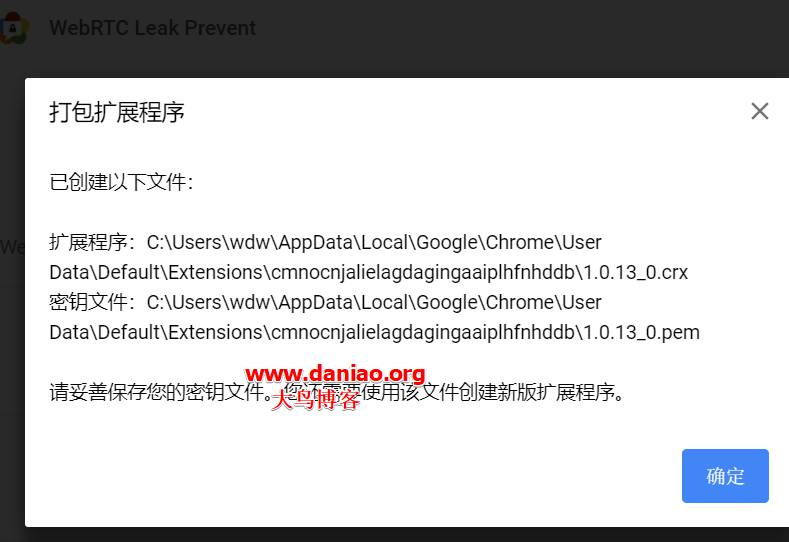 WebRTC Leak Prevent
打包扩展程序
已创建以下文件：
扩展程序：C:\Users\wdw\AppData\Local\Google\Chrome\User
We
Data\Default\Extensions\cmnocnjalielagdagingaaiplhfnhddb\1.0.13_0.crx
密钥文件：C:\Users\wdw\AppData\Local\Google\Chrome\User
Data\Default\Extensions\cmnocnjalielagdagingaaiplhfnhddb\1.0.13_0.pem
www.daniao.org
请妥善保存您的密钥文件。您还需要使用该文件创建新版扩展程序。
大鸟博客
确定